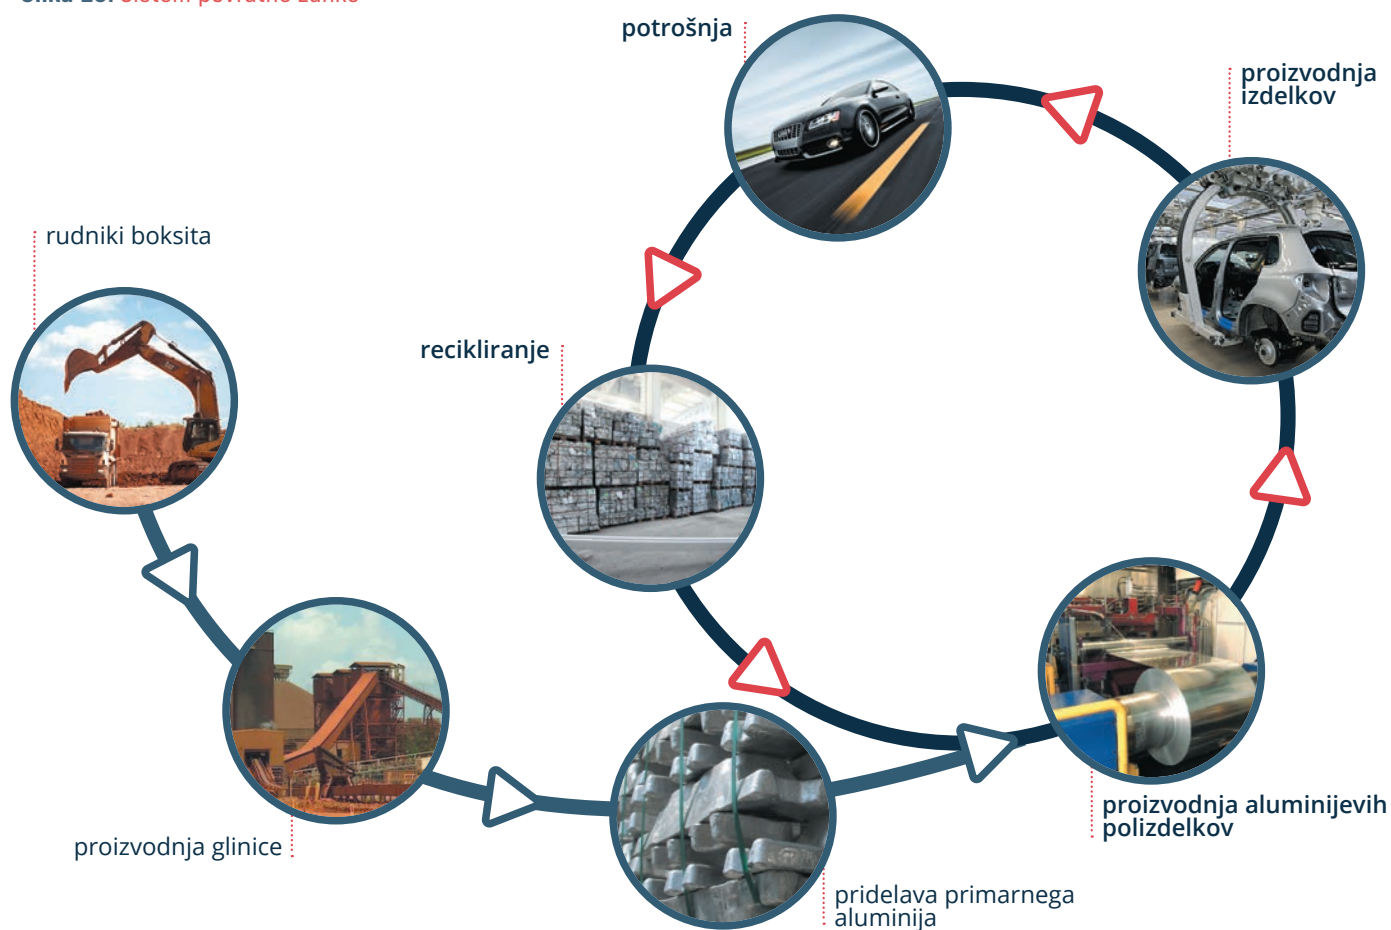 potrošnja
proizvodnja
izdelkov
rudniki boksita
recikliranje
proizvodnja aluminijevih
polizdelkov
proizvodnja glinice
pridelava primarnega
aluminija